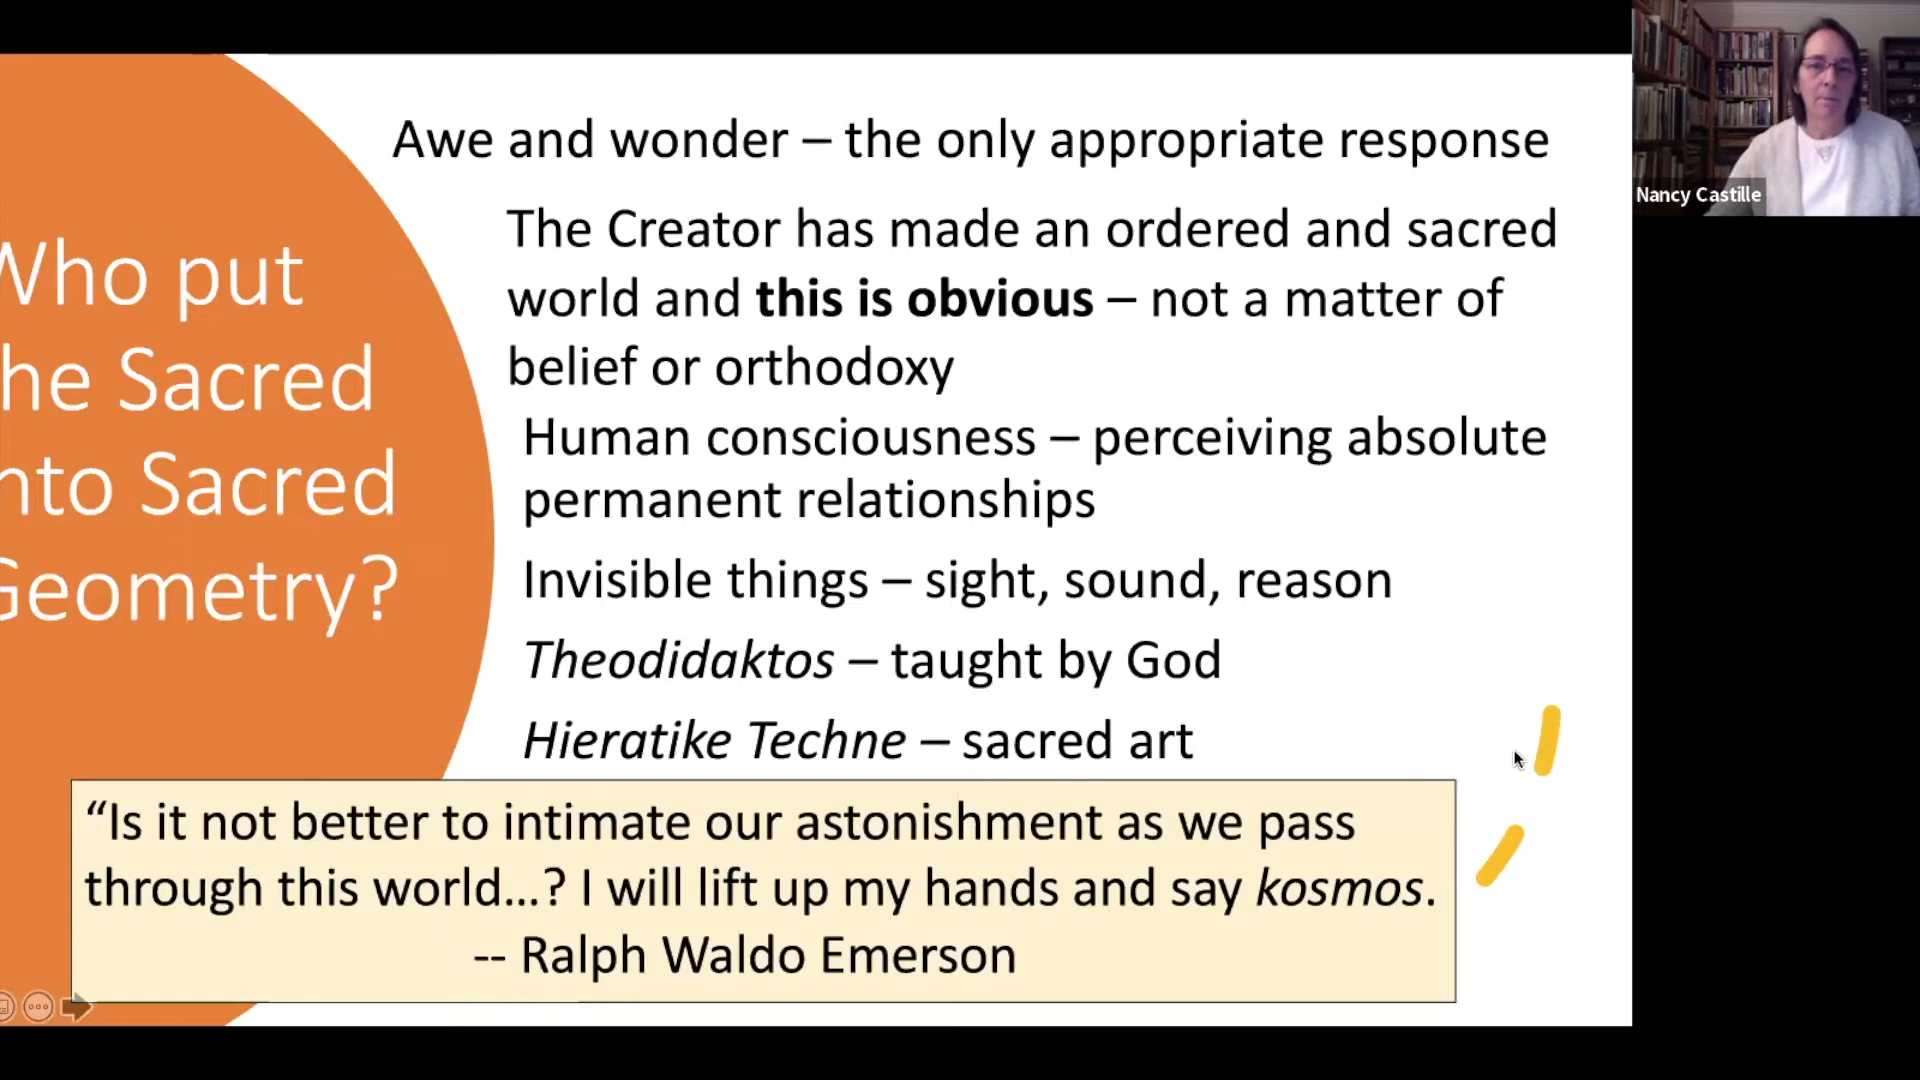 Who put
he Sacred
nto Sacred
Geometry?
Awe and wonder – the only appropriate response
The Creator has made an ordered and sacred
world and this is obvious – not a matter of
belief or orthodoxy
Human consciousness – perceiving absolute
permanent relationships
Invisible things – sight, sound, reason
Theodidaktos – taught by God
Hieratike Techne – sacred art
“Is it not better to intimate our astonishment as we pass
through this world...? I will lift up my hands and say kosmos.
-- Ralph Waldo Emerson
Nancy Castille